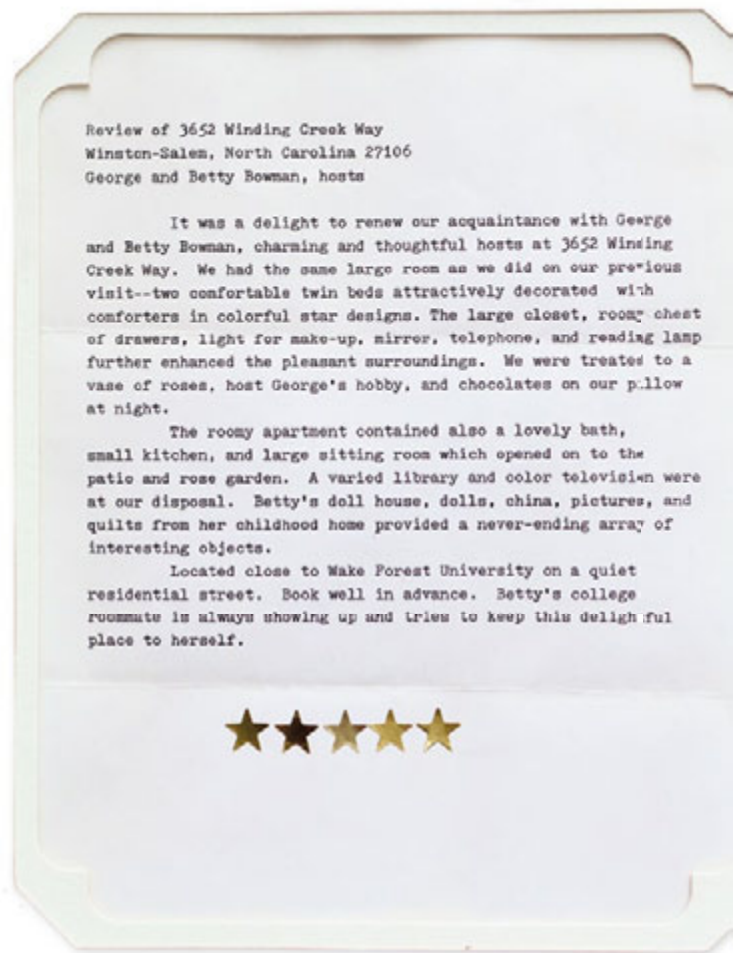 Review of 3652 Winding Creek Way
Winston-Salem, North Carolina 27106
George and Betty Bowman, hosts
It was a delight to renew our acquaintance with George
and Betty Bowman, charming and thoughtful hosts at 3652 Winding
Creek Way. We had the same large room as we did on our previous
visit--two comfortable twin beds attractively decorated with
comforters in colorful star designs. The large closet, roomy chest
of drawers, light for make-up, mirror, telephone, and reading lamp
further enhanced the pleasant surroundings. We were treated to a
vase of roses, host George's hobby, and chocolates on our pillow
at night.
The roomy apartment contained also a lovely bath,
small kitchen, and large sitting room which opened on to the
patio and rose garden. A varied library and color television were
at our disposal. Betty's doll house, dolls, china, pictures, and
quilts from her childhood home provided a never-ending array of
interesting objects.
Located close to Wake Forest University on a quiet
residential street. Book well in advance. Betty's college
roommate is always showing up and tries to keep this delightful
place to herself.